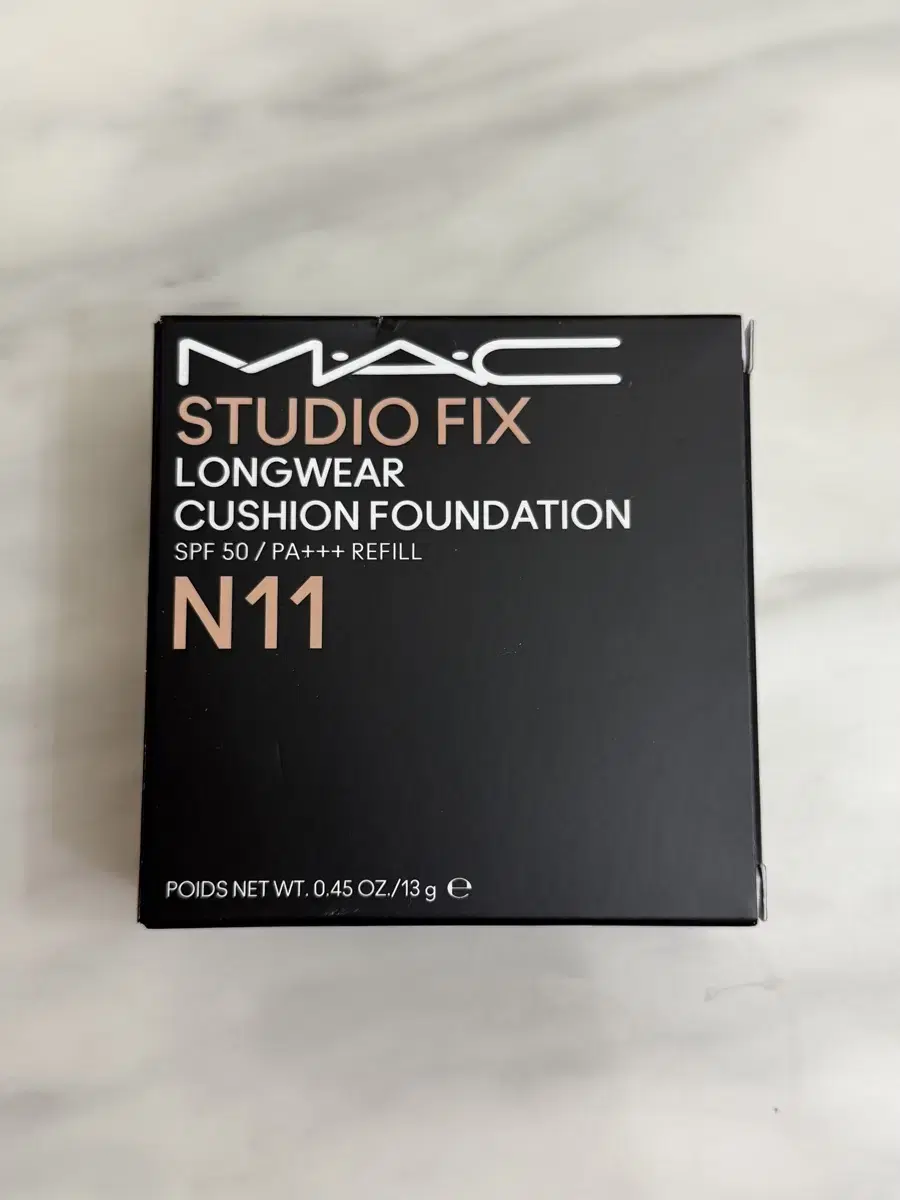 M·A·C
STUDIO FIX
LONGWEAR
CUSHION FOUNDATION
SPF 50 / PA+++ REFILL
N11
POIDS NET WT. 0.45 OZ./13 g ℮